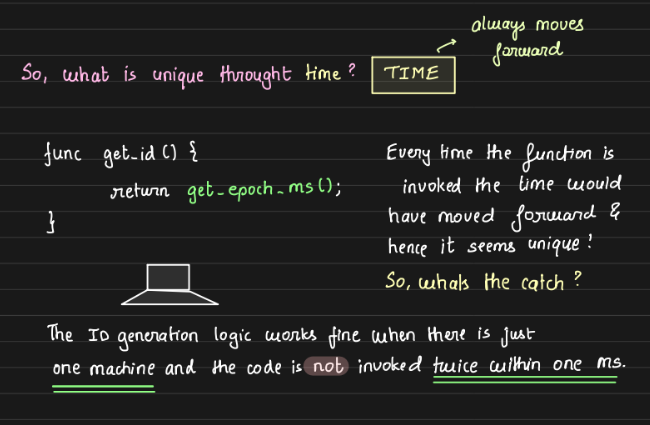 always moves
forward
So, what is unique throught time? TIME
func get_id () {
return get_epoch_ms();
}
Every time the function is
invoked the time would
have moved forward &
hence it seems unique!
So, whats the catch?
The ID generation logic works fine when there is just
one machine and the code is not invoked twice within one ms.